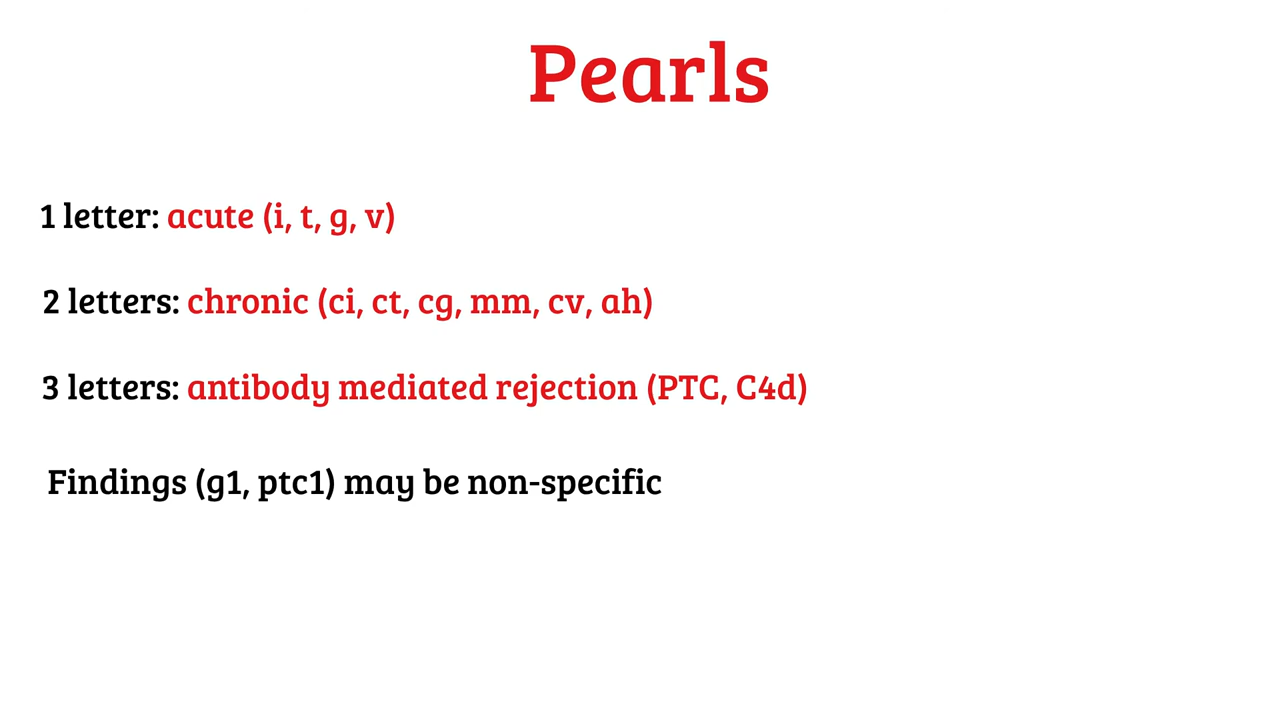 Pearls
1 letter: acute (i, t, g, v)
2 letters: chronic (ci, ct, cg, mm, cv, ah)
3 letters: antibody mediated rejection (PTC, C4d)
Findings (g1, ptc1) may be non-specific